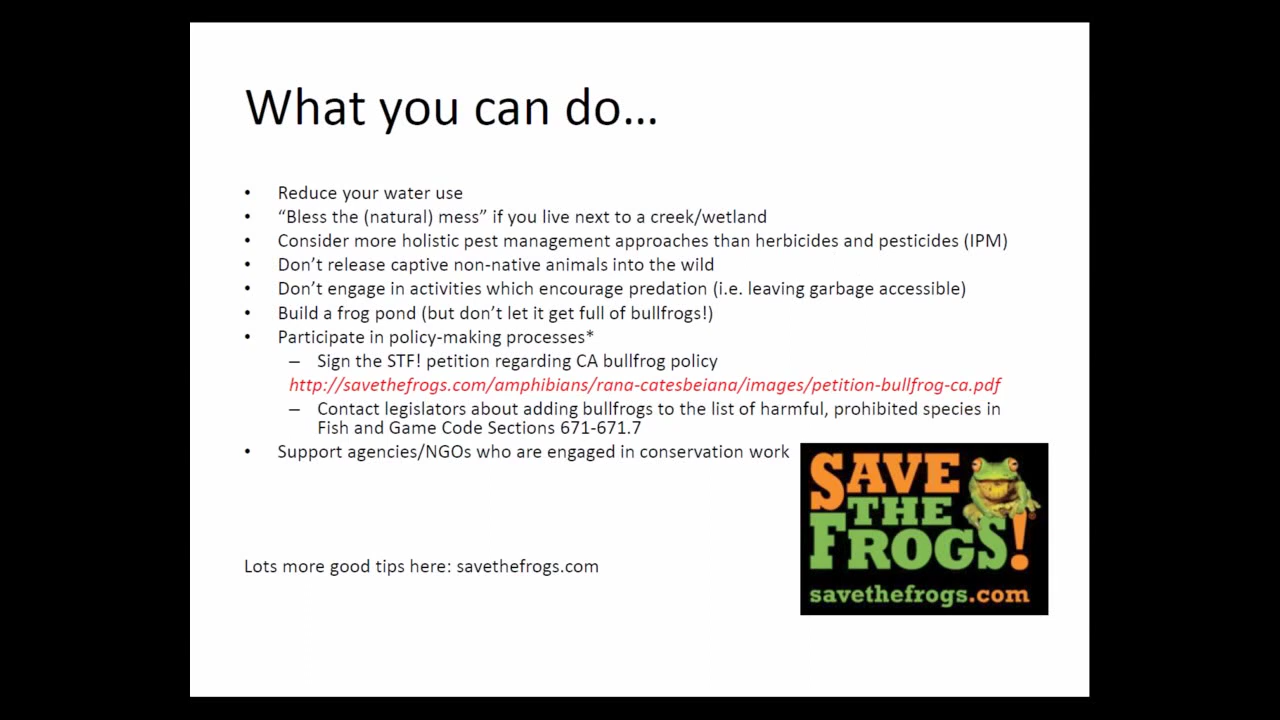 What you can do…
• Reduce your water use
• “Bless the (natural) mess” if you live next to a creek/wetland
• Consider more holistic pest management approaches than herbicides and pesticides (IPM)
• Don’t release captive non-native animals into the wild
• Don’t engage in activities which encourage predation (i.e. leaving garbage accessible)
• Build a frog pond (but don’t let it get full of bullfrogs!)
• Participate in policy-making processes*
– Sign the STF! petition regarding CA bullfrog policy
http://savethefrogs.com/amphibians/rana-catesbeiana/images/petition-bullfrog-ca.pdf
– Contact legislators about adding bullfrogs to the list of harmful, prohibited species in
Fish and Game Code Sections 671-671.7
• Support agencies/NGOs who are engaged in conservation work
SAVE
THE
FROGS!®
savethefrogs.com
Lots more good tips here: savethefrogs.com